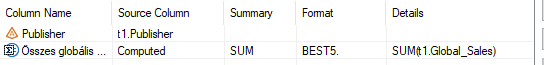 Column Name Source Column Summary Format Details
Publisher t1.Publisher
Összes globális ... Computed SUM BEST5. SUM(t1.Global_Sales)